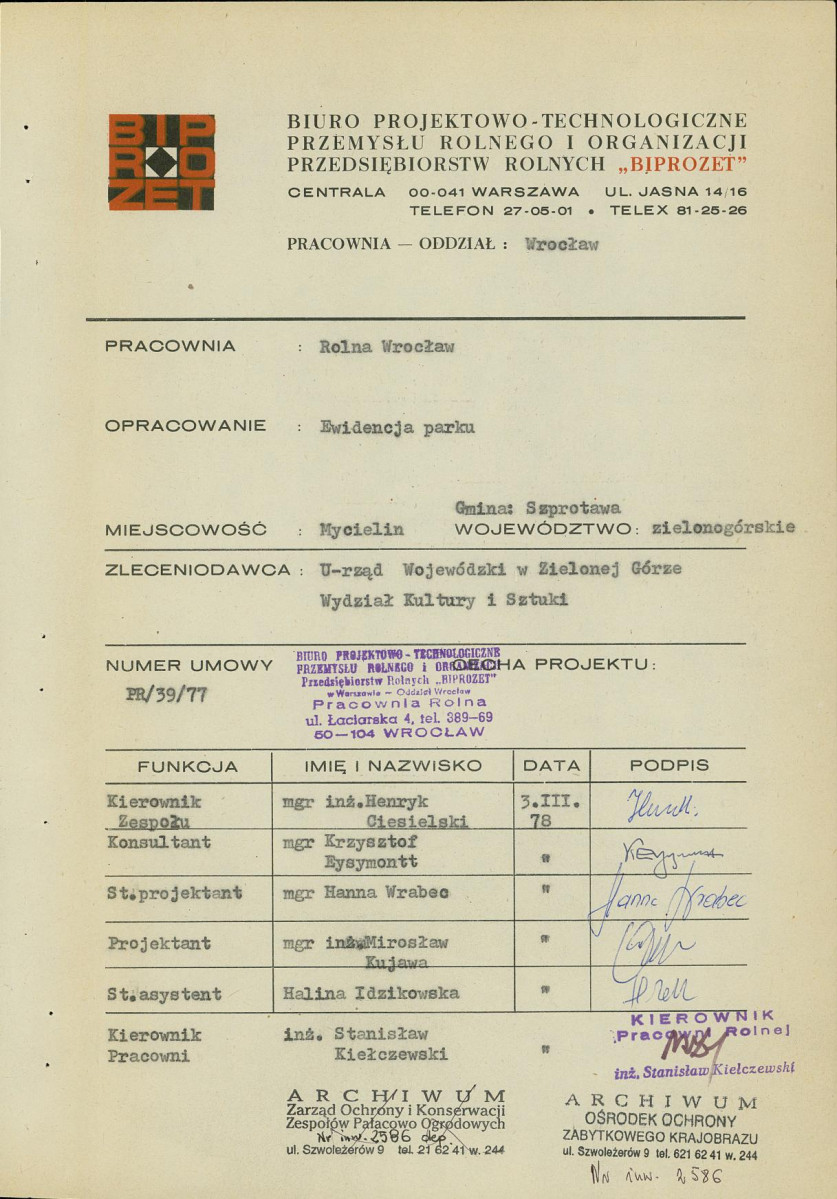 BIP
RO
ZET
BIURO PROJEKTOWO-TECHNOLOGICZNE
PRZEMYSŁU ROLNEGO I ORGANIZACJI
PRZEDSIĘBIORSTW ROLNYCH „BIPROZET”
CENTRALA 00-041 WARSZAWA UL. JASNA 14/16
TELEFON 27-05-01 • TELEX 81-25-26
PRACOWNIA — ODDZIAŁ : Wrocław
PRACOWNIA : Rolna Wrocław
OPRACOWANIE : Ewidencja parku
Gmina: Szprotawa
MIEJSCOWOŚĆ : Mycielin WOJEWÓDZTWO: zielonogórskie
ZLECENIODAWCA : U-rząd Wojewódzki w Zielonej Górze
Wydział Kultury i Sztuki
NUMER UMOWY CECHA PROJEKTU:
PR/39/77
BIURO PROJEKTOWO-TECHNOLOGICZNE
PRZEMYSŁU ROLNEGO i ORGANIZACJI
Przedsiębiorstw Rolnych „BIPROZET”
w Warszawie — Oddział Wrocław
Pracownia Rolna
ul. Łaciarska 4, tel. 389-69
50-104 WROCŁAW
FUNKCJA IMIĘ I NAZWISKO DATA PODPIS
Kierownik mgr inż.Henryk 3.III.
Zespołu Ciesielski 78
Konsultant mgr Krzysztof
Eysymontt "
St.projektant mgr Hanna Wrabec " Hanna Wrabec
Projektant mgr inż.Mirosław "
Kujawa
St.asystent Halina Idzikowska "
KIEROWNIK
Pracowni Rolnej
inż. Stanisław Kiełczewski
Kierownik inż. Stanisław
Pracowni Kiełczewski "
ARCHIWUM
Zarząd Ochrony i Konserwacji
Zespołów Pałacowo Ogrodowych
Nr inw. 2586 dep.
ul. Szwoleżerów 9 tel. 21 62 41 w. 244
ARCHIWUM
OŚRODEK OCHRONY
ZABYTKOWEGO KRAJOBRAZU
ul. Szwoleżerów 9 tel. 621 62 41 w. 244
Nr inw. 2586